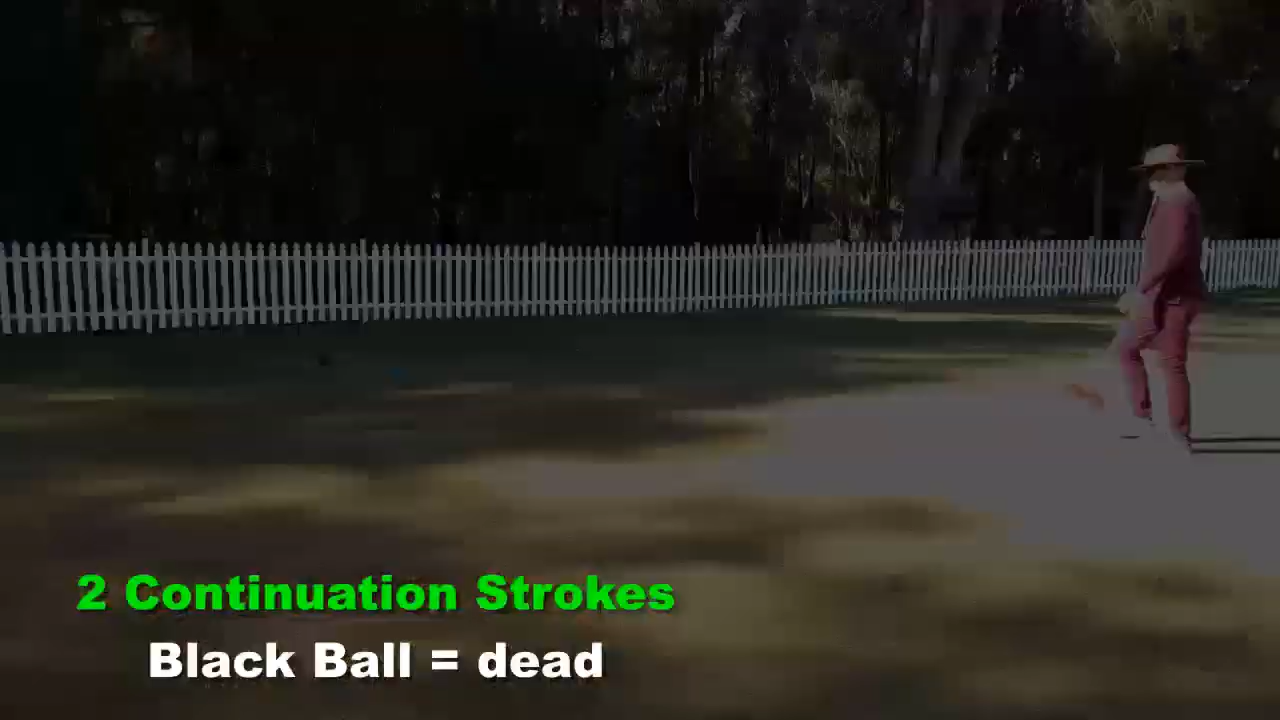 2 Continuation Strokes
Black Ball = dead